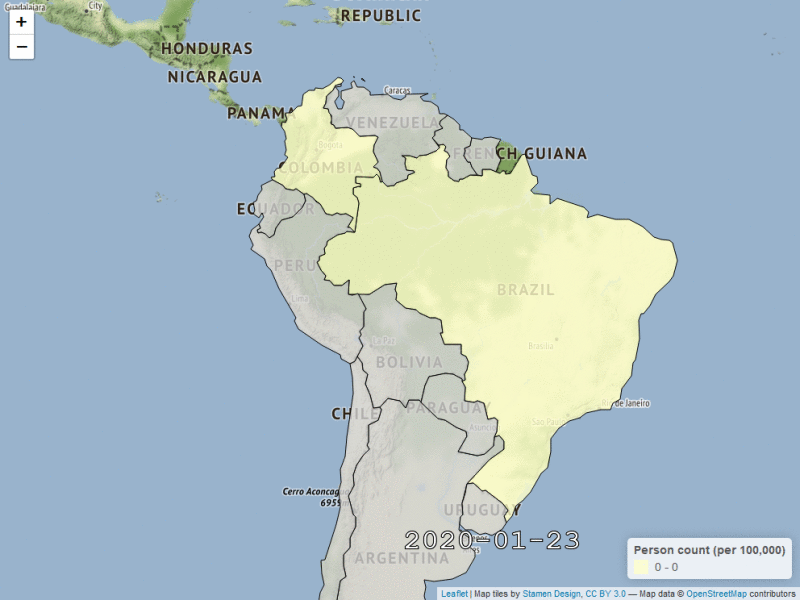 Guadalajara
City
REPUBLIC
+
−
HONDURAS
NICARAGUA
PANAMA
Caracas
VENEZUELA
Bogota
FRENCH GUIANA
COLOMBIA
ECUADOR
PERU
Lima
BRAZIL
Brasilia
La Paz
BOLIVIA
CHILE
PARAGUAY
Rio de Janeiro
Sao Paulo
Asuncion
Cerro Aconcag
6959
URUGUAY
2020-01-23
ARGENTINA
Person count (per 100,000)
0 - 0
Leaflet | Map tiles by Stamen Design, CC BY 3.0 — Map data © OpenStreetMap contributors